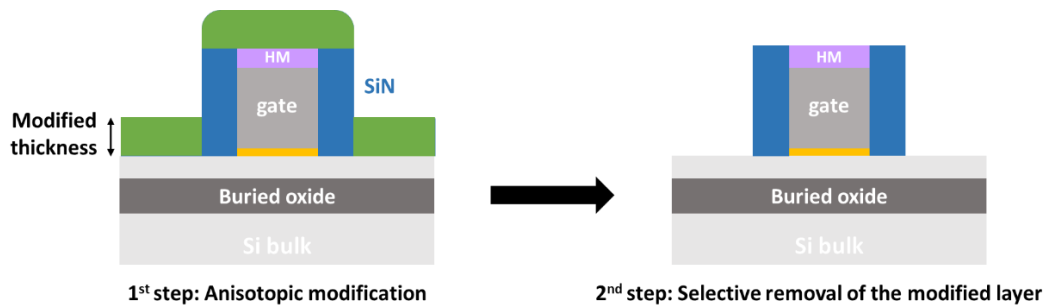 HM
gate
SiN
Modified
thickness
Buried oxide
Si bulk
1st step: Anisotopic modification
HM
gate
Buried oxide
Si bulk
2nd step: Selective removal of the modified layer